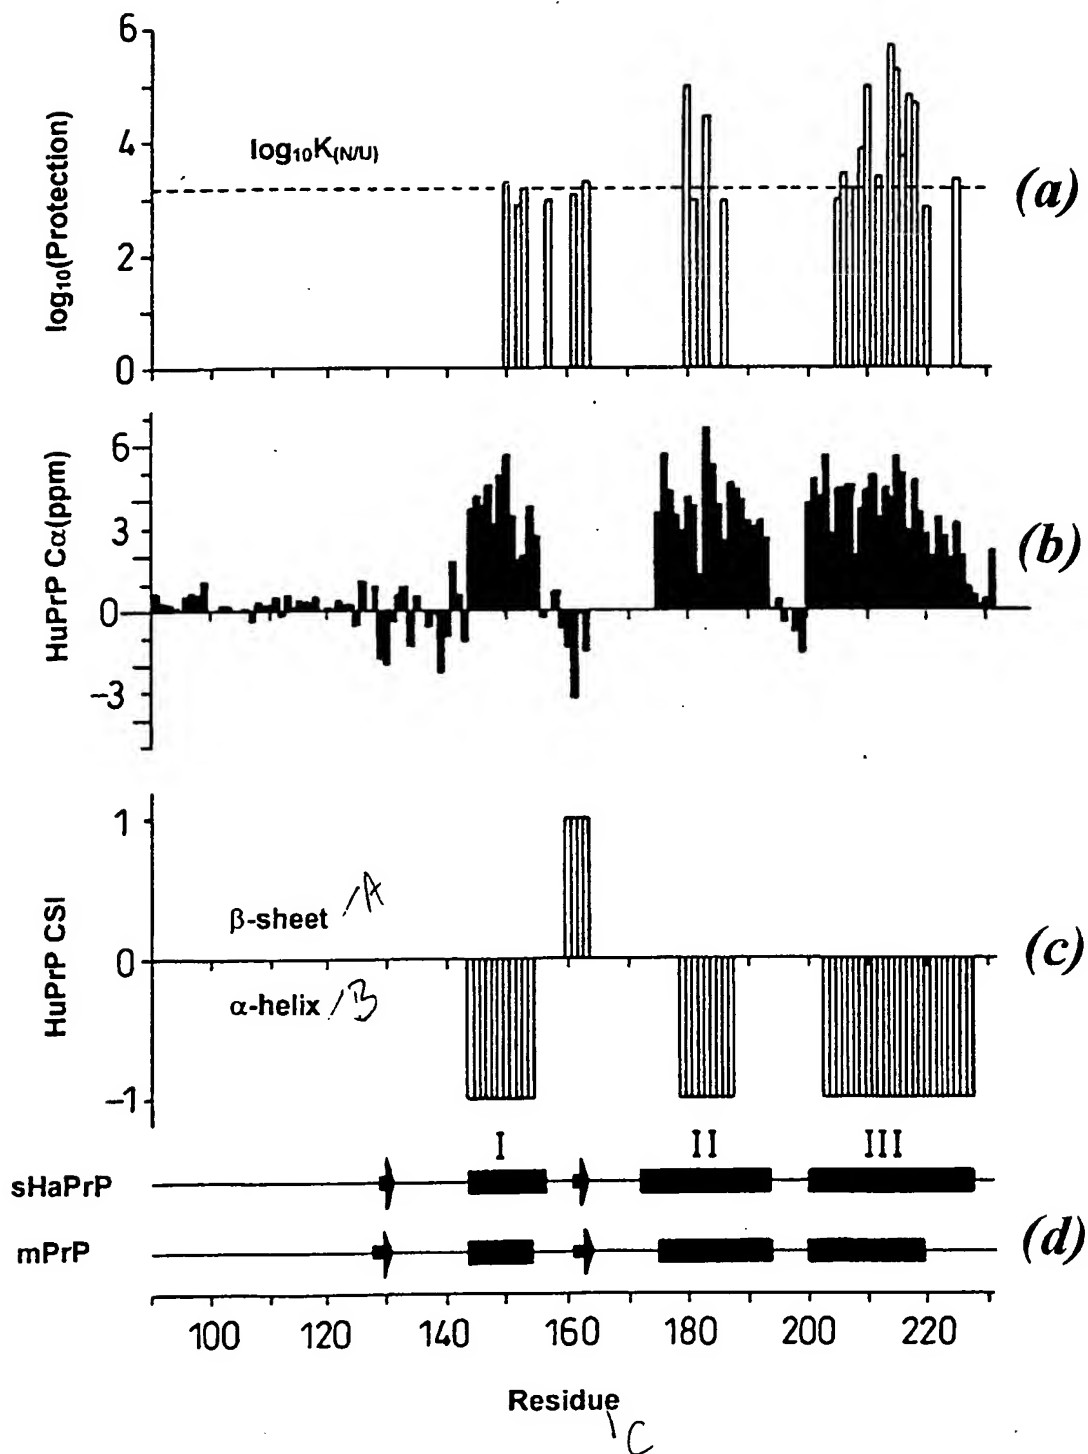 6
4
2
0
log₁₀(Protection)
log₁₀K(N/U)
(a)
6
3
0
−3
HuPrP Cα(ppm)
(b)
1
0
−1
HuPrP CSI
β-sheet A
α-helix B
(c)
I II III
sHaPrP
mPrP
(d)
100 120 140 160 180 200 220
Residue
C